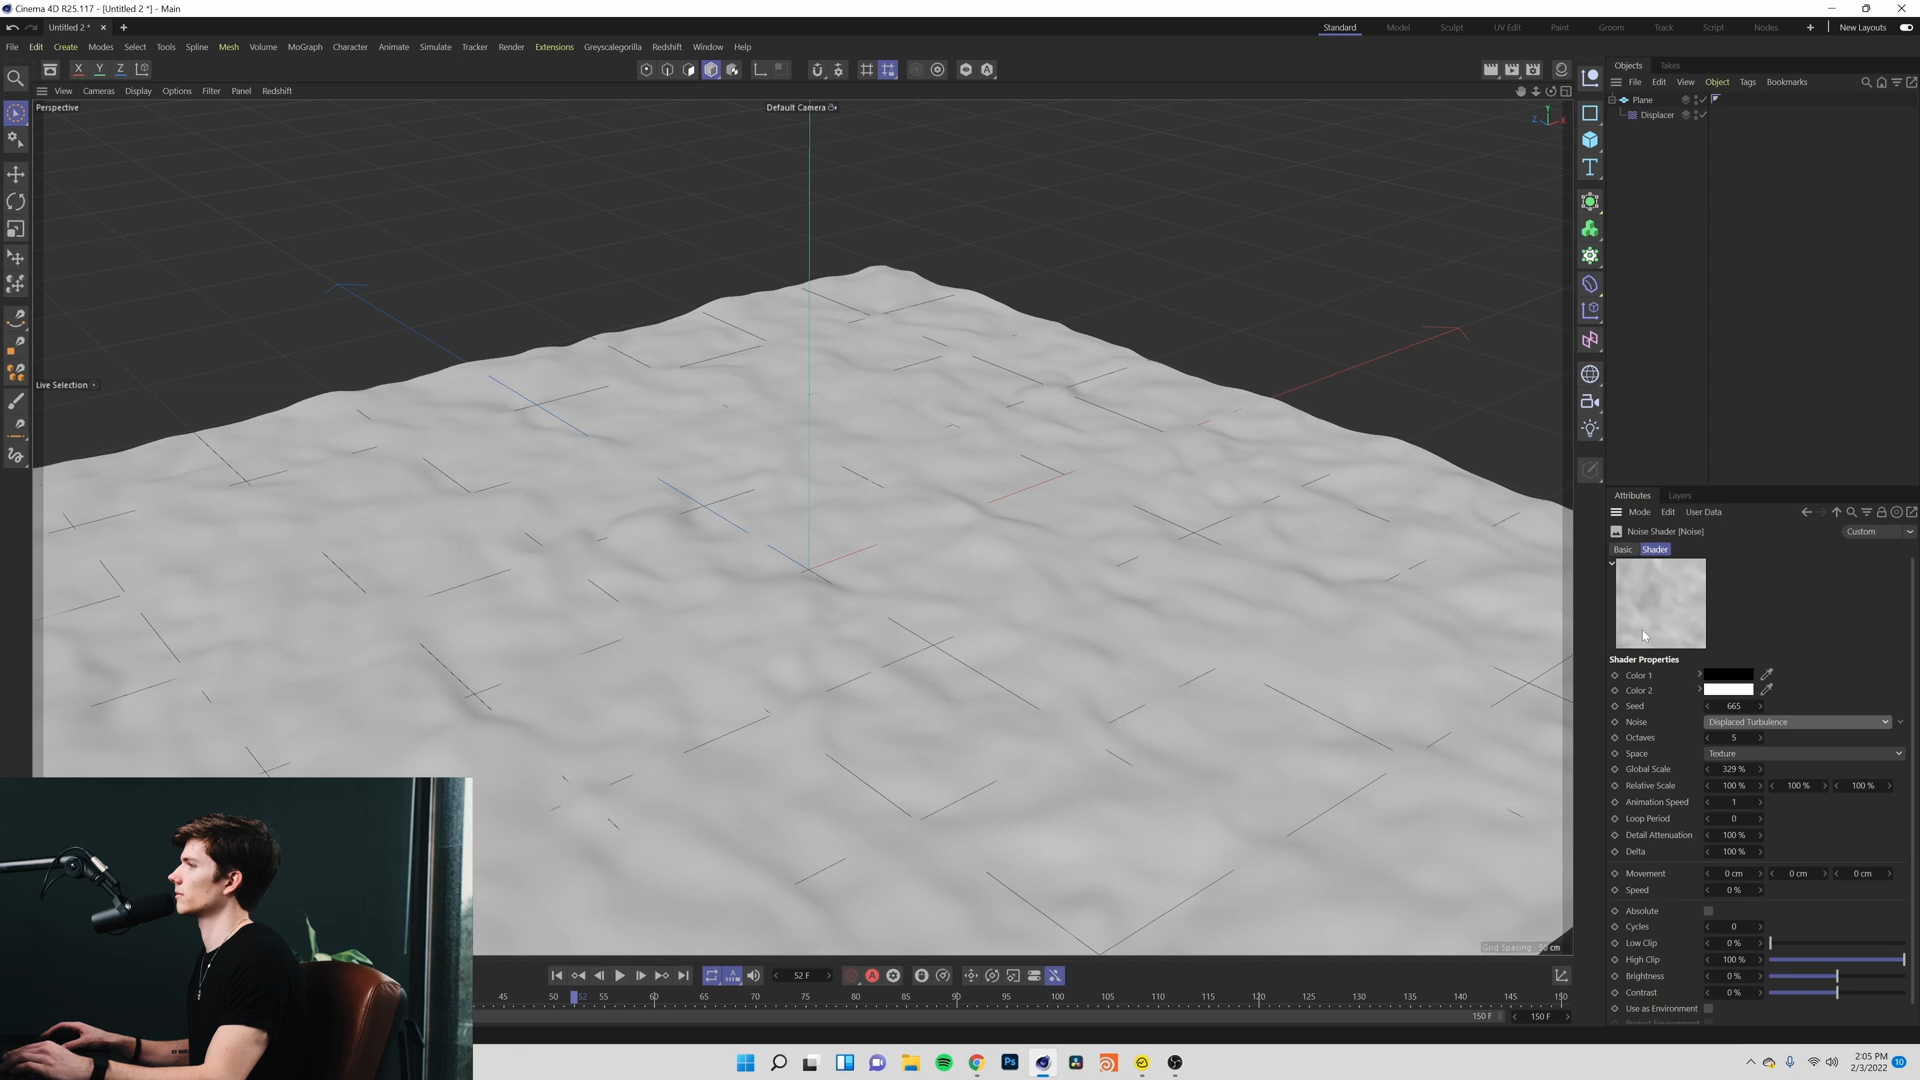 Cinema 4D R25.117 - [Untitled 2 *] - Main
Untitled 2 *
Standard Model Sculpt UV Edit Paint Groom Track Script Nodes New Layouts
File Edit Create Modes Select Tools Spline Mesh Volume MoGraph Character Animate Simulate Tracker Render Extensions Greyscalegorilla Redshift Window Help
X Y Z
View Cameras Display Options Filter Panel Redshift
Perspective
Default Camera
Y
Z X
Live Selection
Grid Spacing : 50 cm
Objects Takes
File Edit View Object Tags Bookmarks
Plane
Displacer
Attributes Layers
Mode Edit User Data
Noise Shader [Noise]
Custom
Basic Shader
Shader Properties
Color 1
Color 2
Seed 665
Noise Displaced Turbulence
Octaves 5
Space Texture
Global Scale 329 %
Relative Scale 100 % 100 % 100 %
Animation Speed 1
Loop Period 0
Detail Attenuation 100 %
Delta 100 %
Movement 0 cm 0 cm 0 cm
Speed 0 %
Absolute
Cycles 0
Low Clip 0 %
High Clip 100 %
Brightness 0 %
Contrast 0 %
Use as Environment
52 F
45 50 52 55 60 65 70 75 80 85 90 95 100 105 110 115 120 125 130 135 140 145 150
150 F 150 F
Ps
2:05 PM
2/3/2022
10